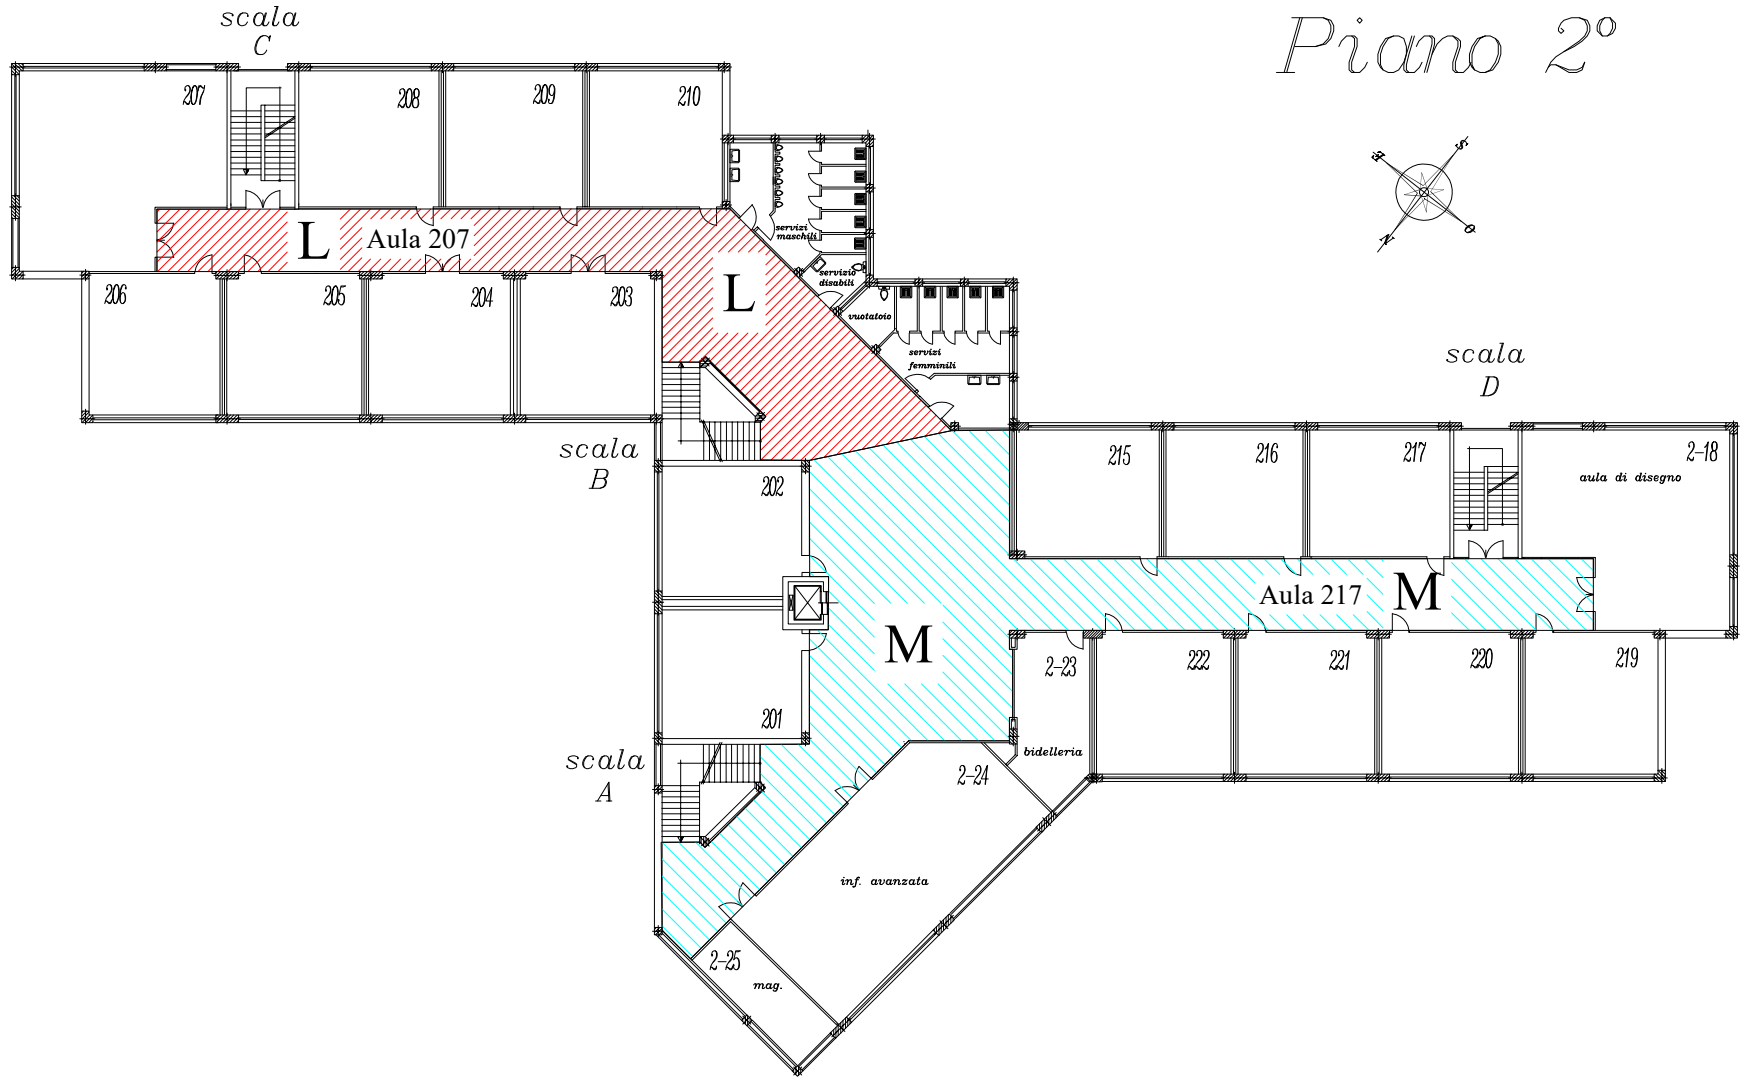 scala
C
Piano 2°
207
208
209
210
S
E
O
N
servizi
maschili
L
Aula 207
L
servizio
disabili
206
205
204
203
vuotatoio
servizi
femminili
scala
D
scala
B
202
215
216
217
2-18
aula di disegno
Aula 217
M
M
201
2-23
222
221
220
219
bidelleria
scala
A
2-24
inf. avanzata
2-25
mag.